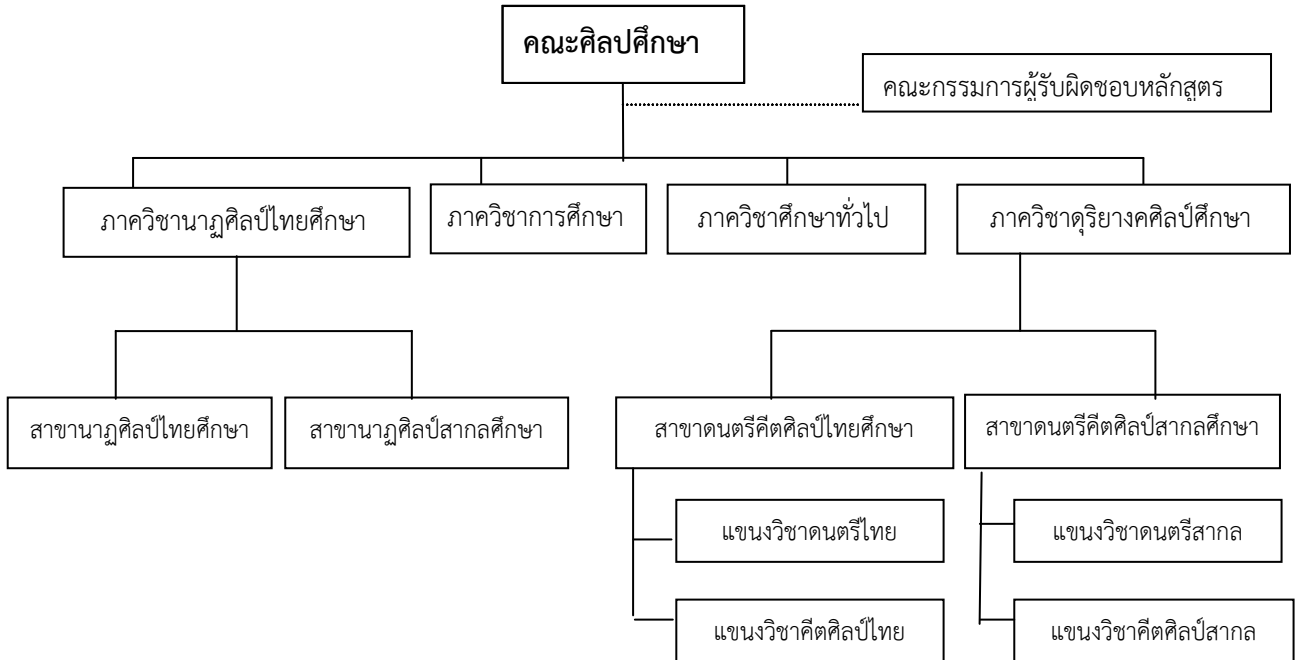 คณะศิลปศึกษา
คณะกรรมการผู้รับผิดชอบหลักสูตร
ภาควิชานาฏศิลป์ไทยศึกษา
ภาควิชาการศึกษา
ภาควิชาศึกษาทั่วไป
ภาควิชาดุริยางคศิลป์ศึกษา
สาขานาฏศิลป์ไทยศึกษา
สาขานาฏศิลป์สากลศึกษา
สาขาดนตรีคีตศิลป์ไทยศึกษา
สาขาดนตรีคีตศิลป์สากลศึกษา
แขนงวิชาดนตรีไทย
แขนงวิชาดนตรีสากล
แขนงวิชาคีตศิลป์ไทย
แขนงวิชาคีตศิลป์สากล